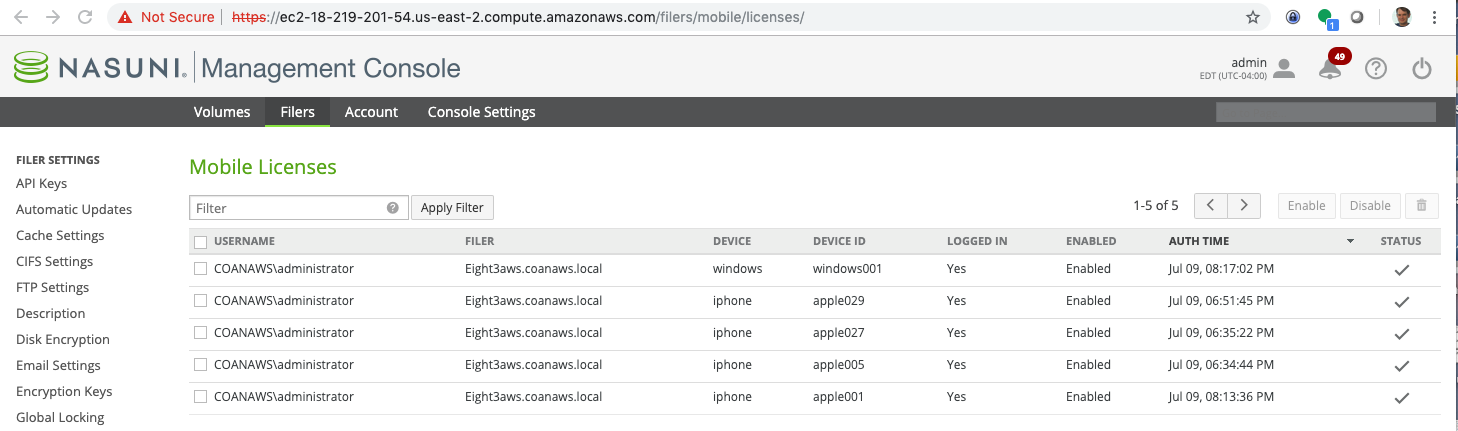 Not Secure https://ec2-18-219-201-54.us-east-2.compute.amazonaws.com/filers/mobile/licenses/ 1
NASUNI® Management Console admin 49
EDT (UTC-04:00)
Volumes Filers Account Console Settings
FILER SETTINGS
API Keys
Automatic Updates
Cache Settings
CIFS Settings
FTP Settings
Description
Disk Encryption
Email Settings
Encryption Keys
Global Locking
Mobile Licenses
Filter ? Apply Filter 1-5 of 5 < > Enable Disable
USERNAME FILER DEVICE DEVICE ID LOGGED IN ENABLED AUTH TIME STATUS
COANAWS\administrator Eight3aws.coanaws.local windows windows001 Yes Enabled Jul 09, 08:17:02 PM
COANAWS\administrator Eight3aws.coanaws.local iphone apple029 Yes Enabled Jul 09, 06:51:45 PM
COANAWS\administrator Eight3aws.coanaws.local iphone apple027 Yes Enabled Jul 09, 06:35:22 PM
COANAWS\administrator Eight3aws.coanaws.local iphone apple005 Yes Enabled Jul 09, 06:34:44 PM
COANAWS\administrator Eight3aws.coanaws.local iphone apple001 Yes Enabled Jul 09, 08:13:36 PM